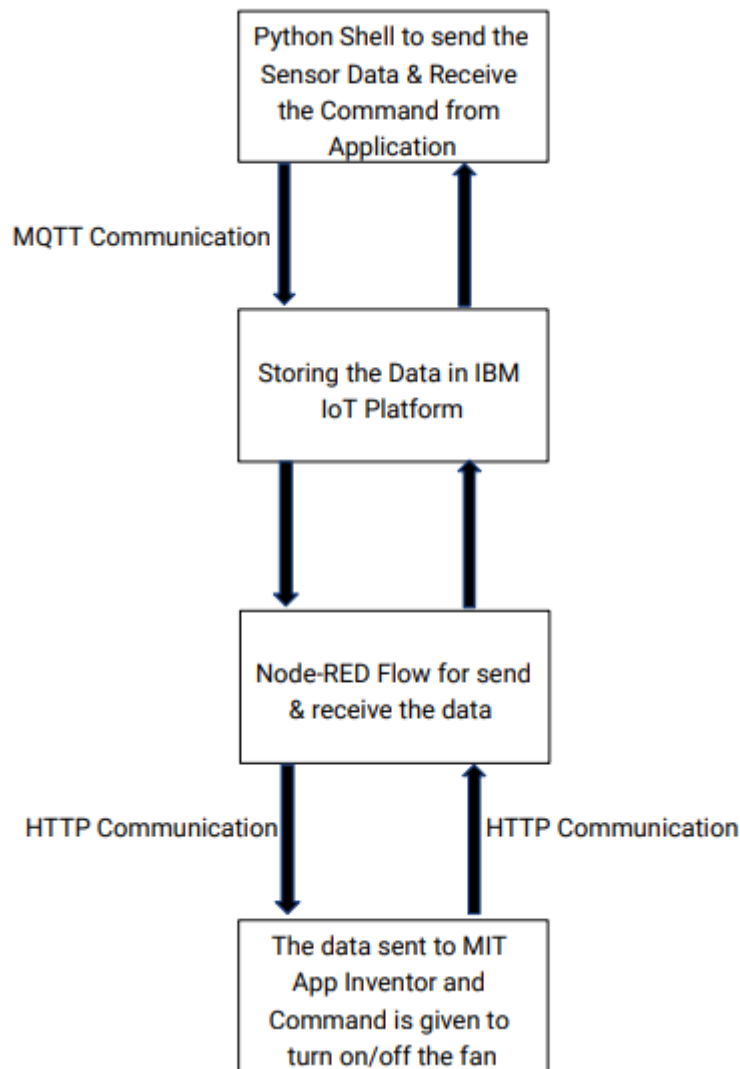 Python Shell to send the
Sensor Data & Receive
the Command from
Application
MQTT Communication
Storing the Data in IBM
IoT Platform
Node-RED Flow for send
& receive the data
HTTP Communication
HTTP Communication
The data sent to MIT
App Inventor and
Command is given to
turn on/off the fan